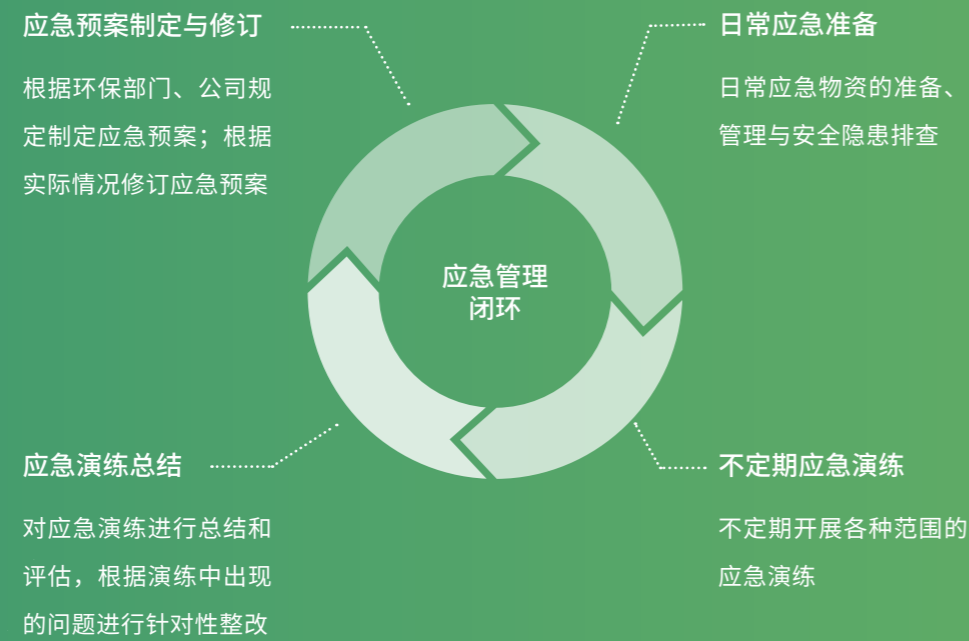 应急预案制定与修订
根据环保部门、公司规
定制定应急预案；根据
实际情况修订应急预案
日常应急准备
日常应急物资的准备、
管理与安全隐患排查
应急管理
闭环
应急演练总结
对应急演练进行总结和
评估，根据演练中出现
的问题进行针对性整改
不定期应急演练
不定期开展各种范围的
应急演练